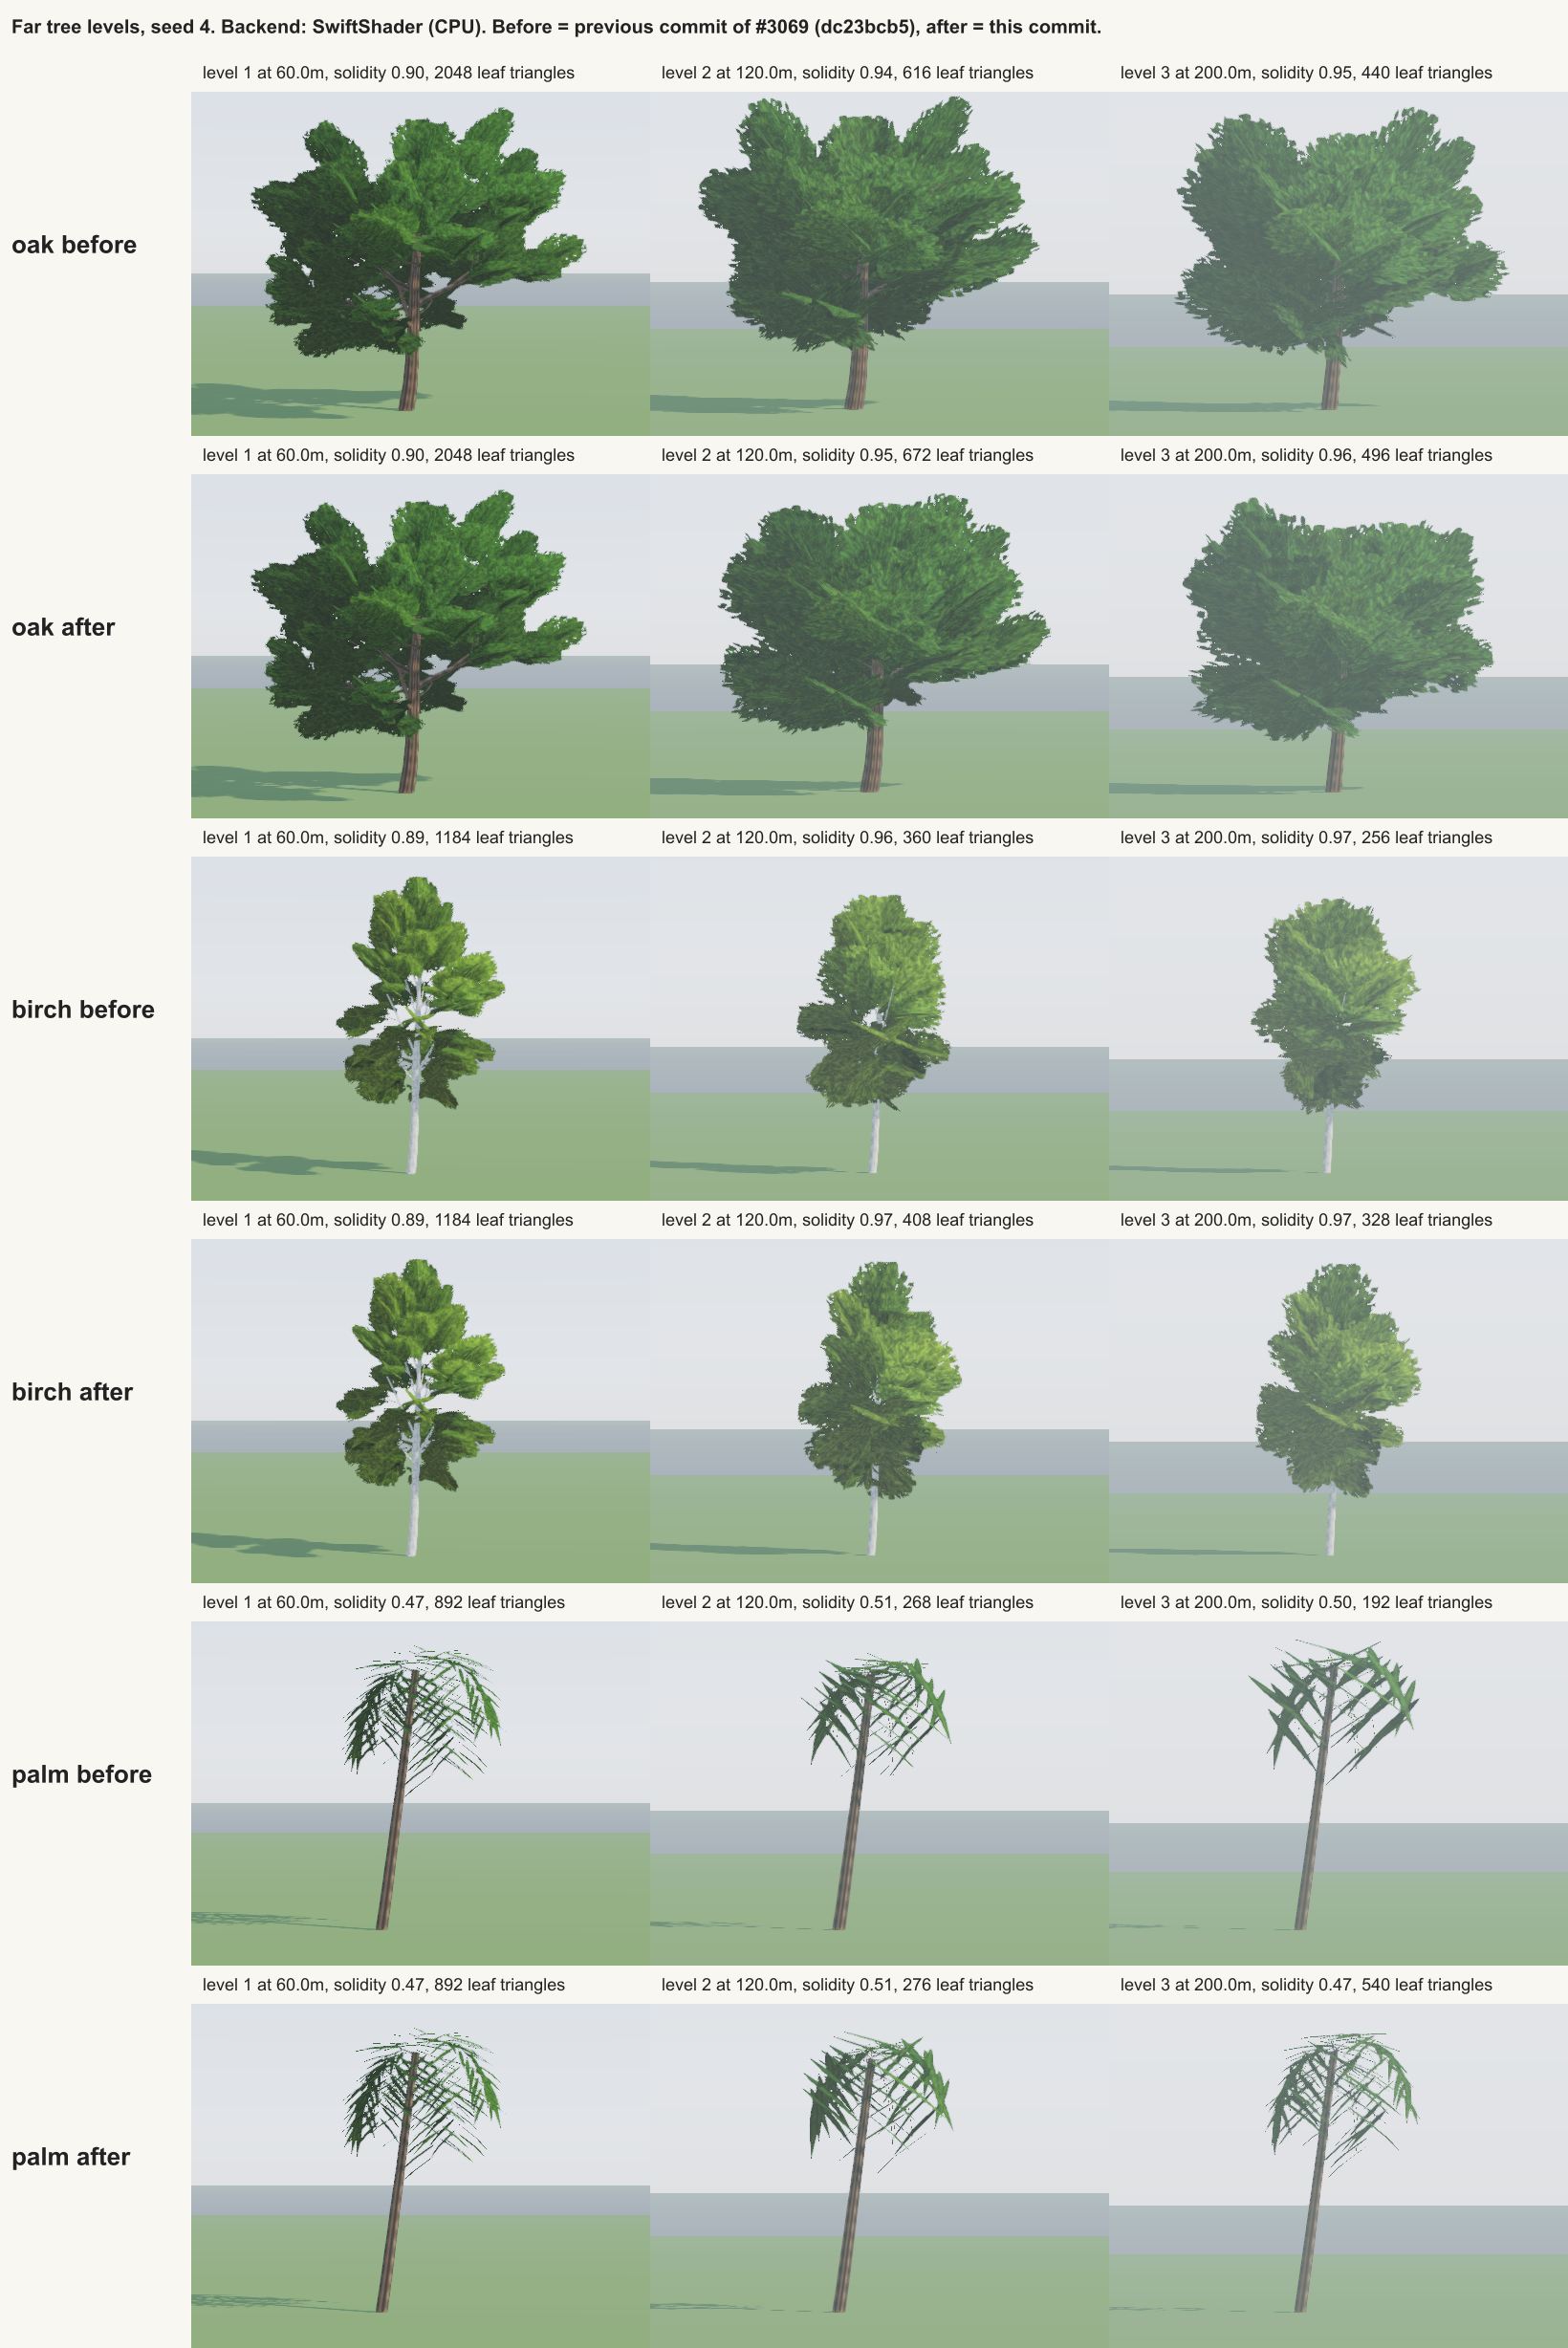 Far tree levels, seed 4. Backend: SwiftShader (CPU). Before = previous commit of #3069 (dc23bcb5), after = this commit.
level 1 at 60.0m, solidity 0.90, 2048 leaf triangles
level 2 at 120.0m, solidity 0.94, 616 leaf triangles
level 3 at 200.0m, solidity 0.95, 440 leaf triangles
oak before
level 1 at 60.0m, solidity 0.90, 2048 leaf triangles
level 2 at 120.0m, solidity 0.95, 672 leaf triangles
level 3 at 200.0m, solidity 0.96, 496 leaf triangles
oak after
level 1 at 60.0m, solidity 0.89, 1184 leaf triangles
level 2 at 120.0m, solidity 0.96, 360 leaf triangles
level 3 at 200.0m, solidity 0.97, 256 leaf triangles
birch before
level 1 at 60.0m, solidity 0.89, 1184 leaf triangles
level 2 at 120.0m, solidity 0.97, 408 leaf triangles
level 3 at 200.0m, solidity 0.97, 328 leaf triangles
birch after
level 1 at 60.0m, solidity 0.47, 892 leaf triangles
level 2 at 120.0m, solidity 0.51, 268 leaf triangles
level 3 at 200.0m, solidity 0.50, 192 leaf triangles
palm before
level 1 at 60.0m, solidity 0.47, 892 leaf triangles
level 2 at 120.0m, solidity 0.51, 276 leaf triangles
level 3 at 200.0m, solidity 0.47, 540 leaf triangles
palm after